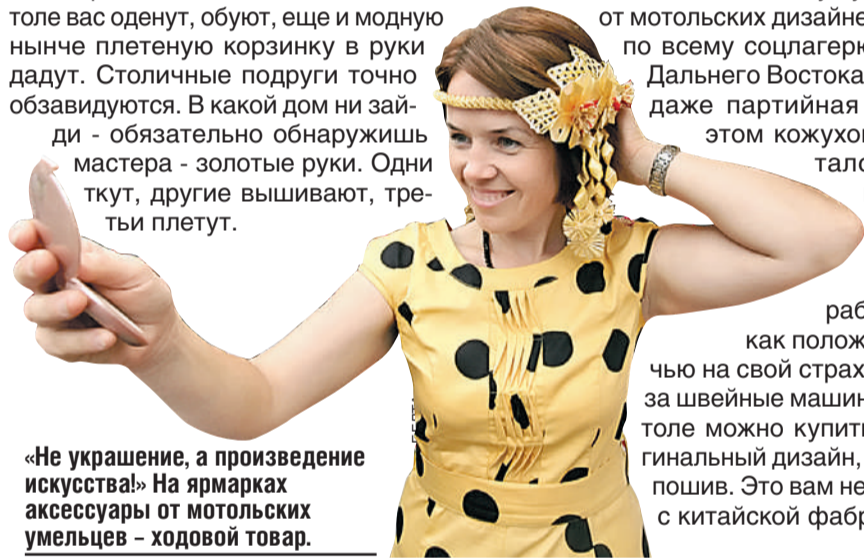 толе вас оденут, обуют, еще и модную
нынче плетеную корзинку в руки
дадут. Столичные подруги точно
обзавидуются. В какой дом ни зай-
ди - обязательно обнаружишь
мастера - золотые руки. Одни
ткут, другие вышивают, тре-
тьи плетут.
«Не украшение, а произведение
искусства!» На ярмарках
аксессуары от мотольских
умельцев – ходовой товар.
от мотольских дизайне
по всему соцлагерю
Дальнего Востока
даже партийная
этом кожухо
тало
раб
как полож
чью на свой страх
за швейные машин
толе можно купит
гинальный дизайн,
пошив. Это вам не
с китайской фабр